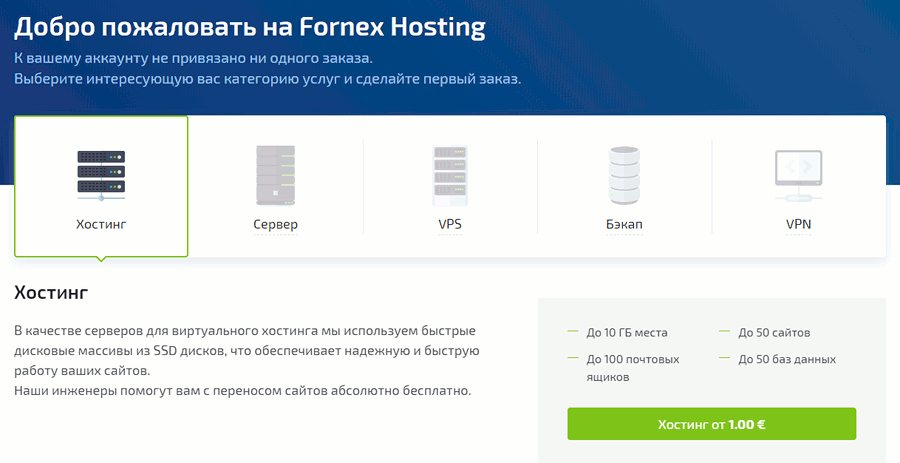 Добро пожаловать на Fornex Hosting
К вашему аккаунту не привязано ни одного заказа.
Выберите интересующую вас категорию услуг и сделайте первый заказ.
Хостинг
Сервер
VPS
Бэкап
VPN
Хостинг
В качестве серверов для виртуального хостинга мы используем быстрые
дисковые массивы из SSD дисков, что обеспечивает надежную и быструю
работу ваших сайтов.
Наши инженеры помогут вам с переносом сайтов абсолютно бесплатно.
До 10 ГБ места
До 50 сайтов
До 100 почтовых
ящиков
До 50 баз данных
Хостинг от 1.00 €